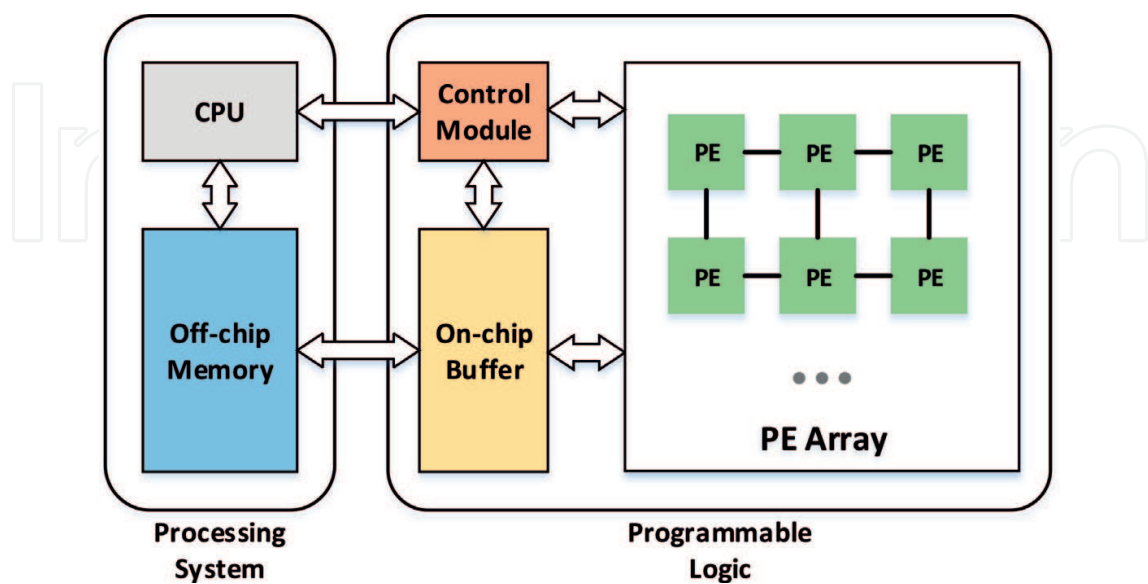 CPU
Control
Module
PE PE PE
Off-chip
Memory
On-chip
Buffer
PE PE PE
PE Array
Processing
System
Programmable
Logic